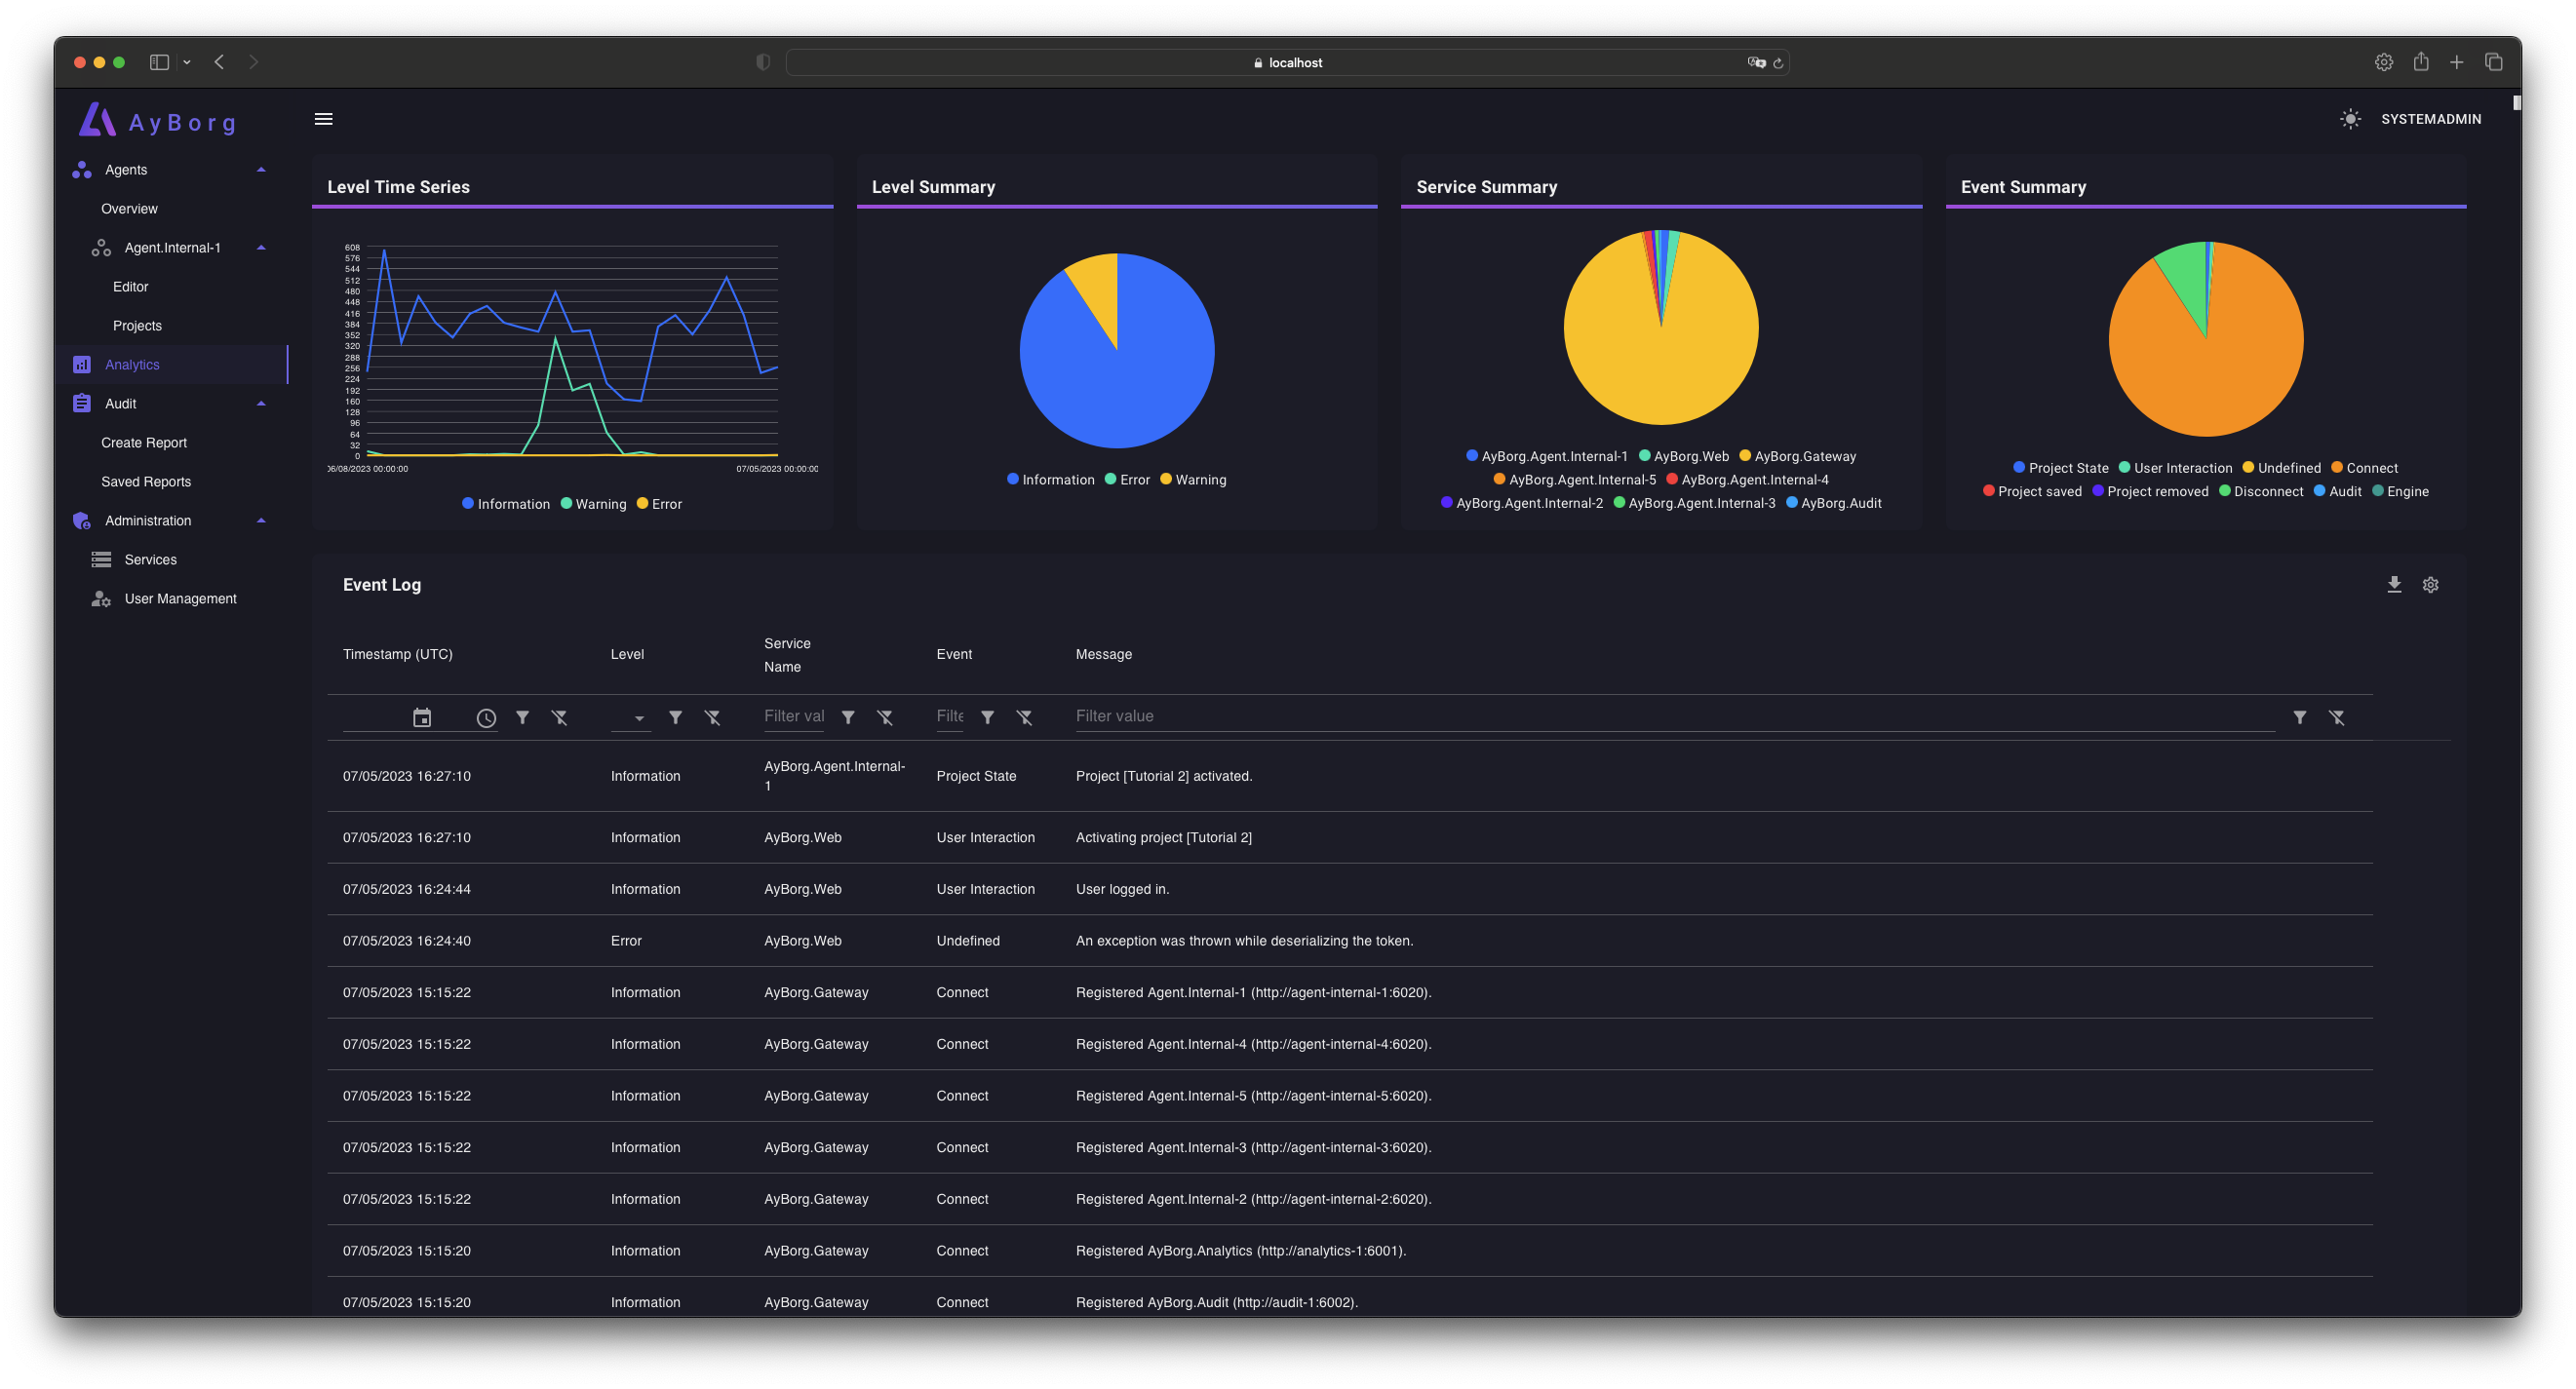 localhost
AyBorg
SYSTEMADMIN
Agents
Overview
Agent.Internal-1
Editor
Projects
Analytics
Audit
Create Report
Saved Reports
Administration
Services
User Management
Level Time Series
608
576
544
512
480
448
416
384
352
320
288
256
224
192
160
128
96
64
32
0
06/08/2023 00:00:00 07/05/2023 00:00:00
Information Warning Error
Level Summary
Information Error Warning
Service Summary
AyBorg.Agent.Internal-1 AyBorg.Web AyBorg.Gateway
AyBorg.Agent.Internal-5 AyBorg.Agent.Internal-4
AyBorg.Agent.Internal-2 AyBorg.Agent.Internal-3 AyBorg.Audit
Event Summary
Project State User Interaction Undefined Connect
Project saved Project removed Disconnect Audit Engine
Event Log
Timestamp (UTC) Level Service Name Event Message
Filter val Filte Filter value
07/05/2023 16:27:10 Information AyBorg.Agent.Internal-1 Project State Project [Tutorial 2] activated.
07/05/2023 16:27:10 Information AyBorg.Web User Interaction Activating project [Tutorial 2]
07/05/2023 16:24:44 Information AyBorg.Web User Interaction User logged in.
07/05/2023 16:24:40 Error AyBorg.Web Undefined An exception was thrown while deserializing the token.
07/05/2023 15:15:22 Information AyBorg.Gateway Connect Registered Agent.Internal-1 (http://agent-internal-1:6020).
07/05/2023 15:15:22 Information AyBorg.Gateway Connect Registered Agent.Internal-4 (http://agent-internal-4:6020).
07/05/2023 15:15:22 Information AyBorg.Gateway Connect Registered Agent.Internal-5 (http://agent-internal-5:6020).
07/05/2023 15:15:22 Information AyBorg.Gateway Connect Registered Agent.Internal-3 (http://agent-internal-3:6020).
07/05/2023 15:15:22 Information AyBorg.Gateway Connect Registered Agent.Internal-2 (http://agent-internal-2:6020).
07/05/2023 15:15:20 Information AyBorg.Gateway Connect Registered AyBorg.Analytics (http://analytics-1:6001).
07/05/2023 15:15:20 Information AyBorg.Gateway Connect Registered AyBorg.Audit (http://audit-1:6002).